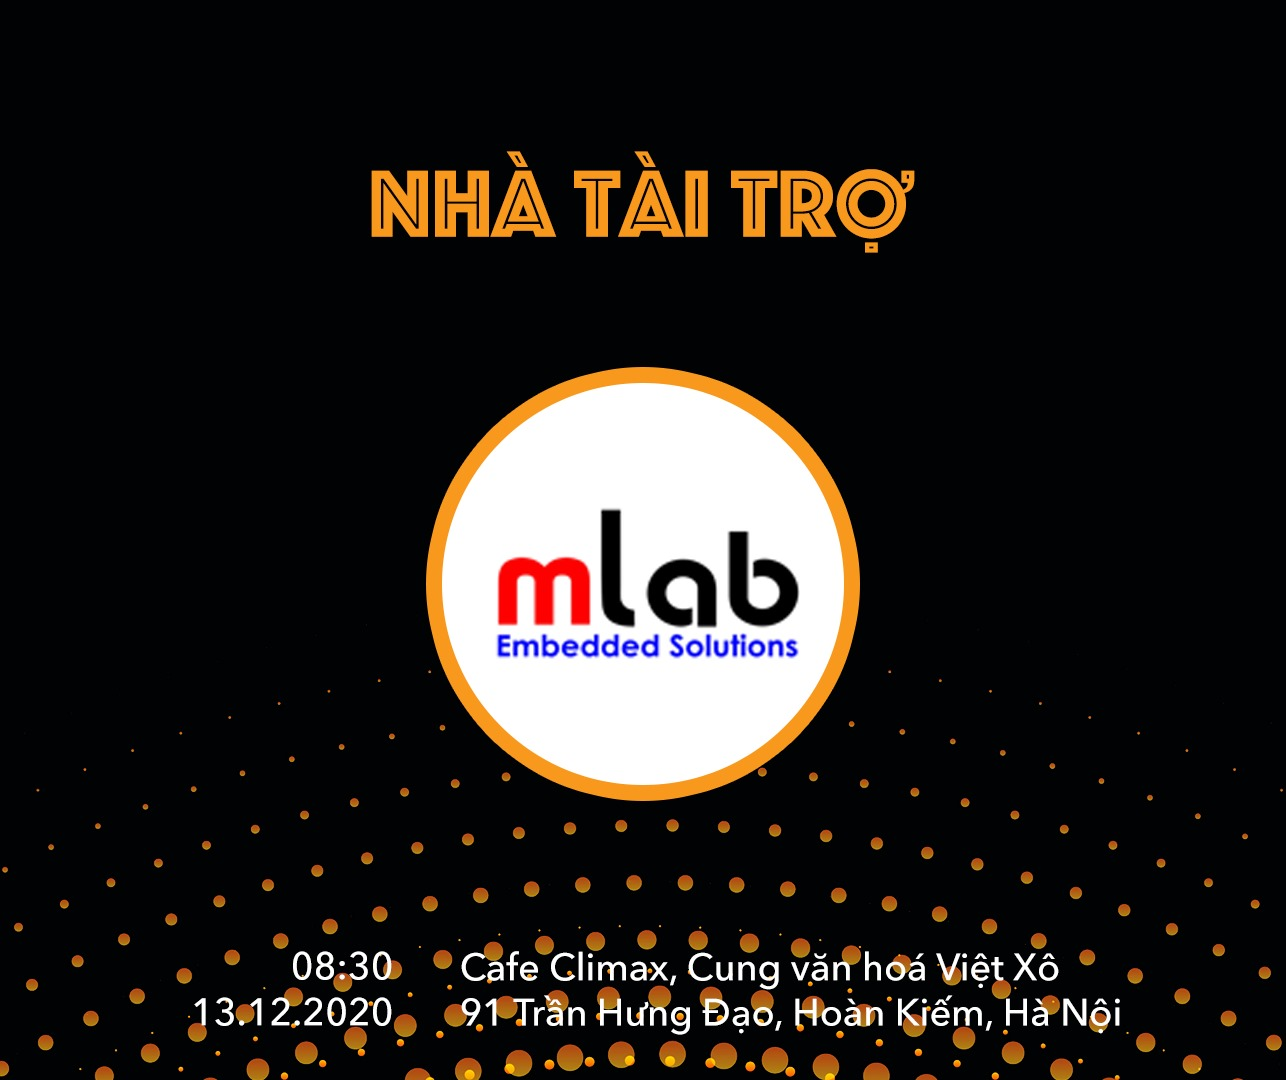 NHÀ TÀI TRỢ
mlab
Embedded Solutions
08:30
13.12.2020
Cafe Climax, Cung văn hoá Việt Xô
91 Trần Hưng Đạo, Hoàn Kiếm, Hà Nội